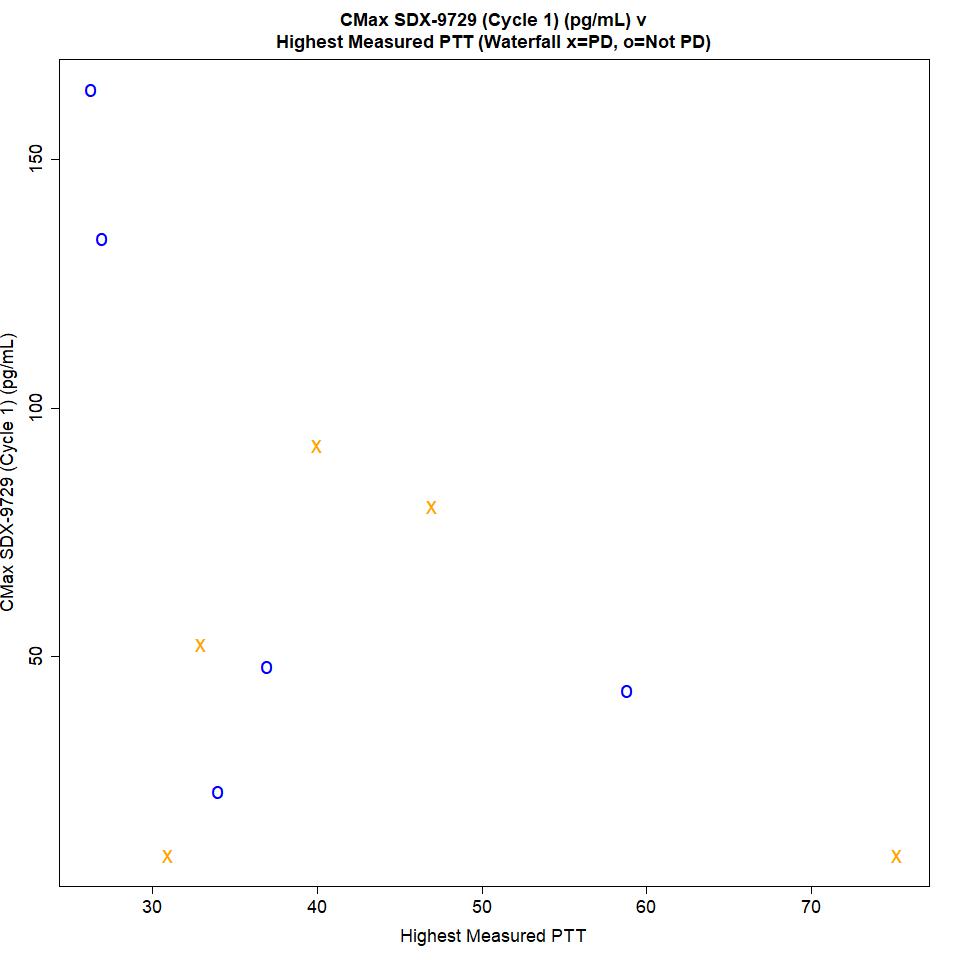 CMax SDX-9729 (Cycle 1) (pg/mL) v
Highest Measured PTT (Waterfall x=PD, o=Not PD)
CMax SDX-9729 (Cycle 1) (pg/mL)
150
100
50
O
O
X
X
X
O
O
O
X
X
30 40 50 60 70
Highest Measured PTT